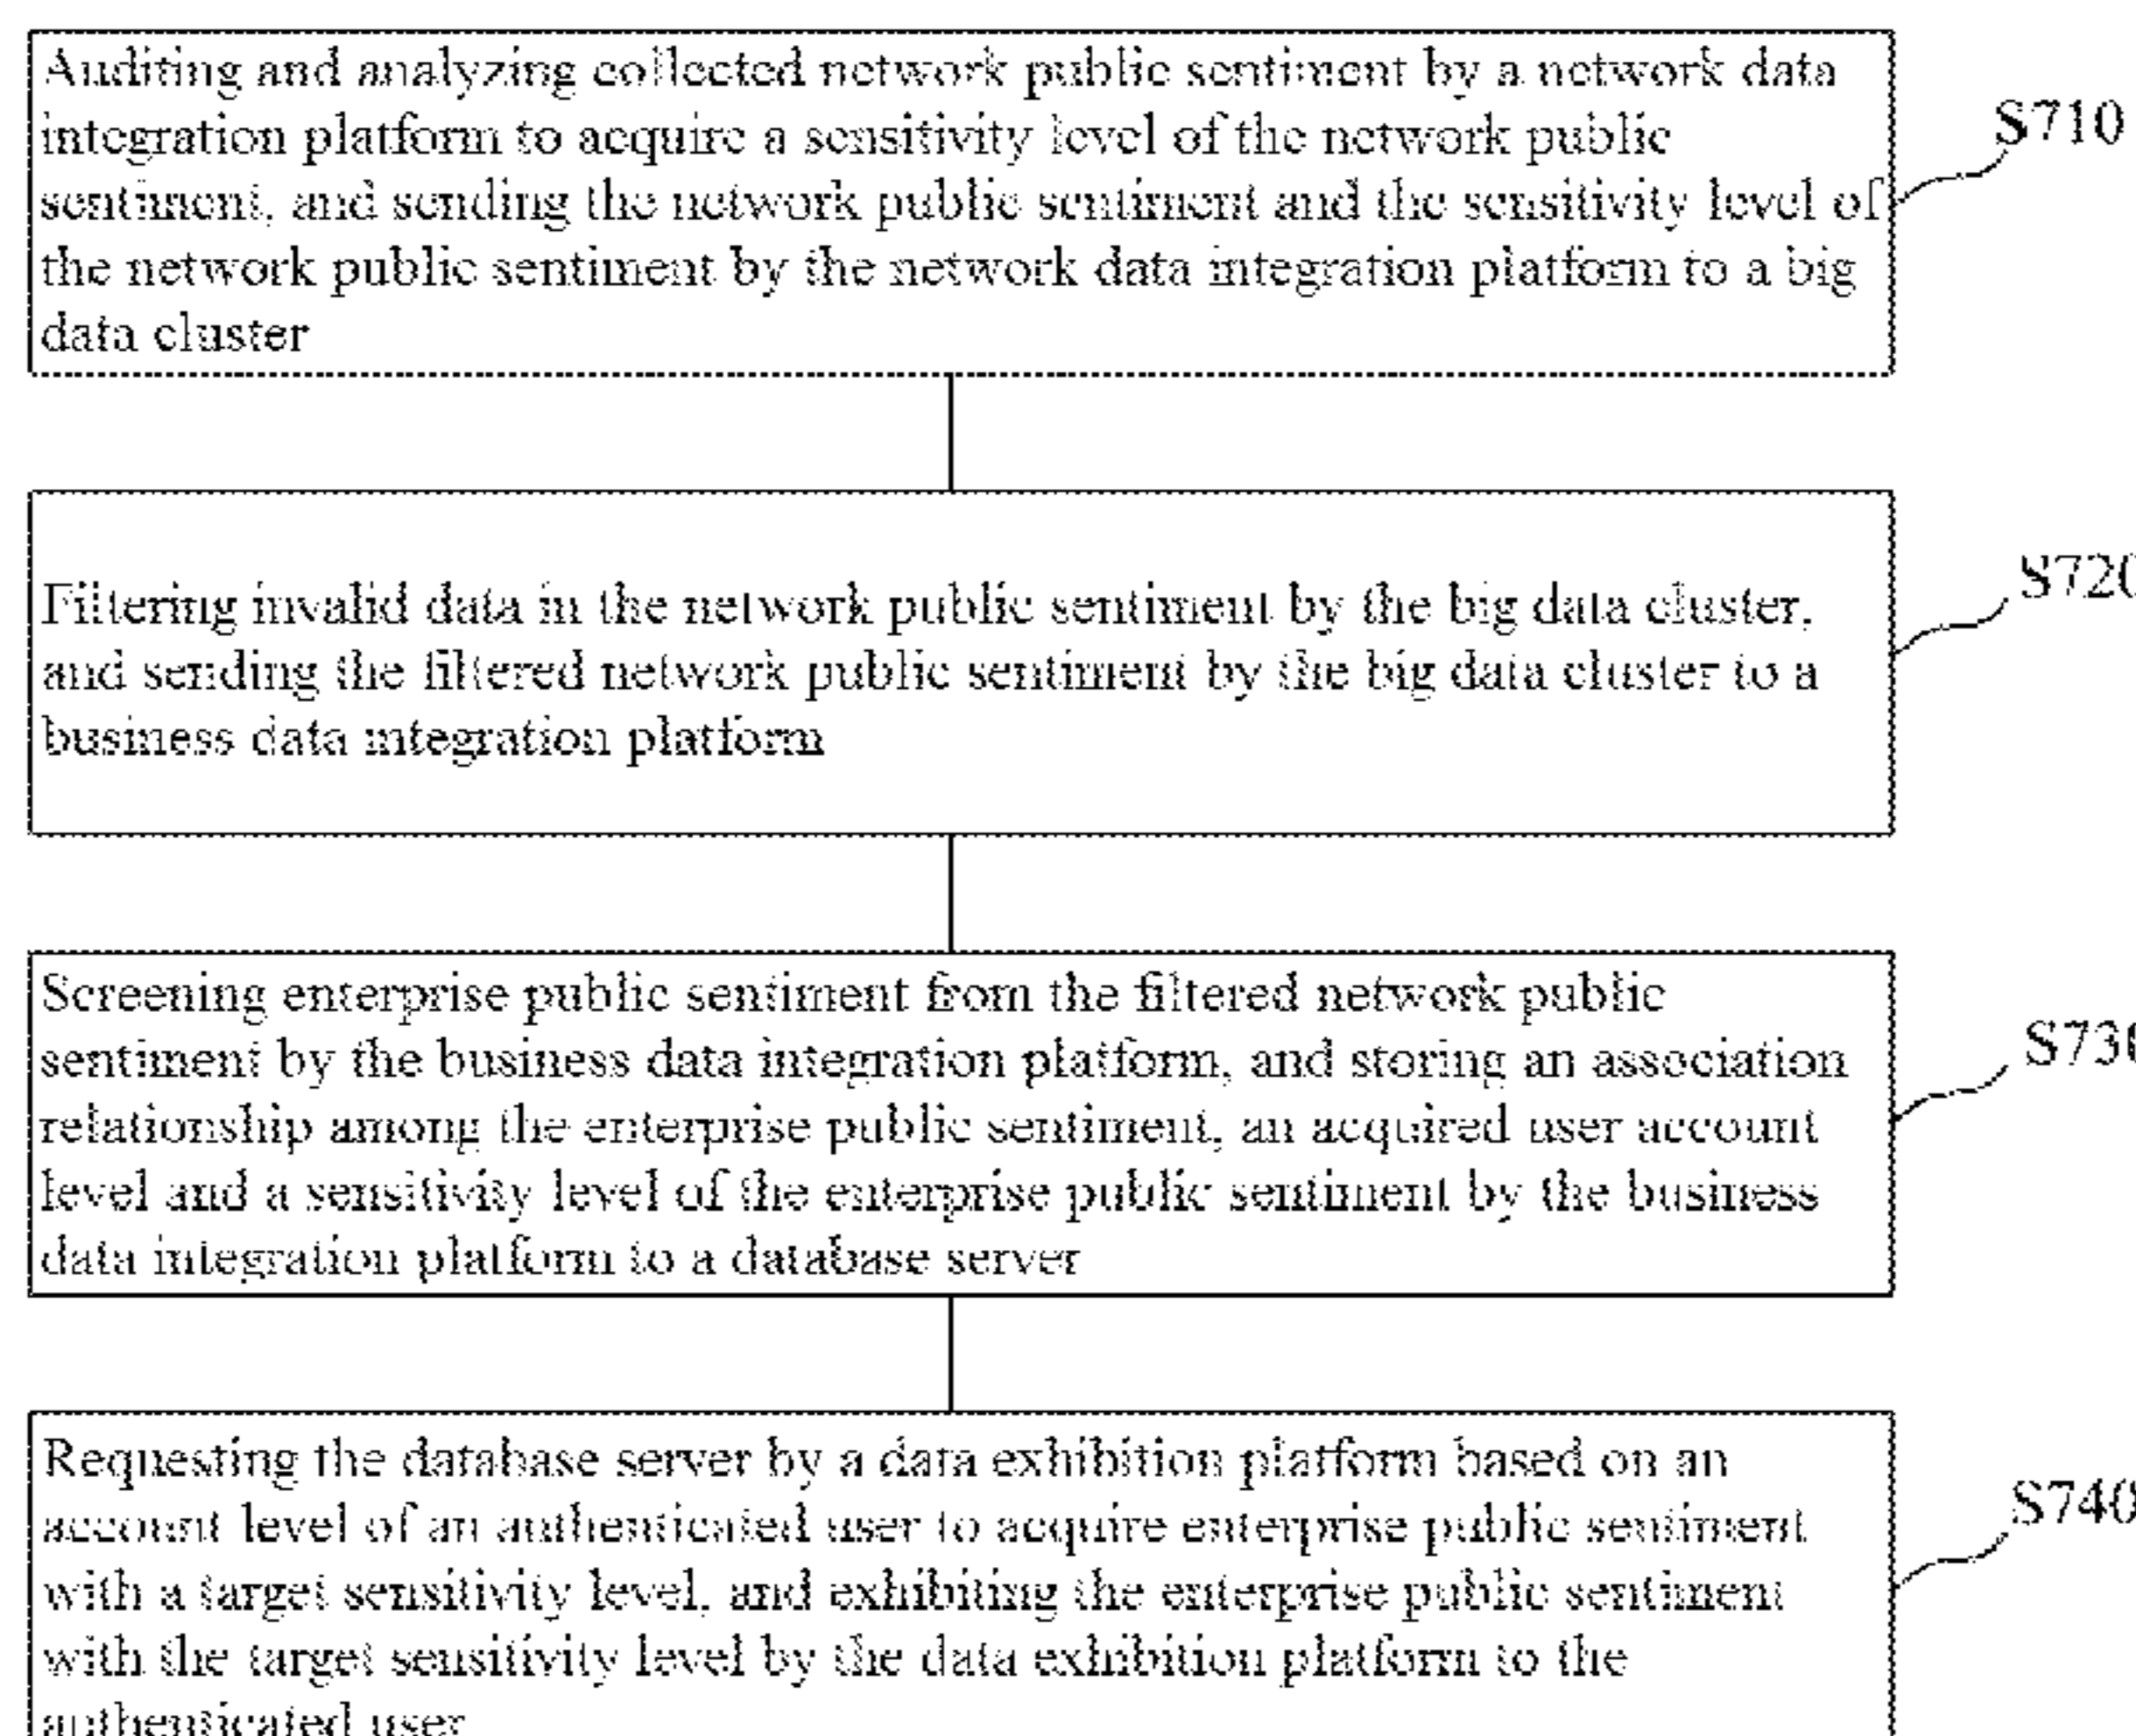 Auditing and analyzing collected network public sentiment by a network data
integration platform to acquire a sensitivity level of the network public
sentiment, and sending the network public sentiment and the sensitivity level of
the network public sentiment by the network data integration platform to a big
data cluster
S710
Filtering invalid data in the network public sentiment by the big data cluster,
and sending the filtered network public sentiment by the big data cluster to a
business data integration platform
S720
Screening enterprise public sentiment from the filtered network public
sentiment by the business data integration platform, and storing an association
relationship among the enterprise public sentiment, an acquired user account
level and a sensitivity level of the enterprise public sentiment by the business
data integration platform to a database server
S730
Requesting the database server by a data exhibition platform based on an
account level of an authenticated user to acquire enterprise public sentiment
with a target sensitivity level, and exhibiting the enterprise public sentiment
with the target sensitivity level by the data exhibition platform to the
authenticated user
S740